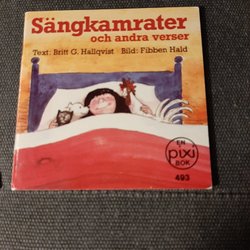 Sängkamrater
och andra verser
Text: Britt G. Hallqvist Bild: Fibben Hald
EN
pixi
BOK
493